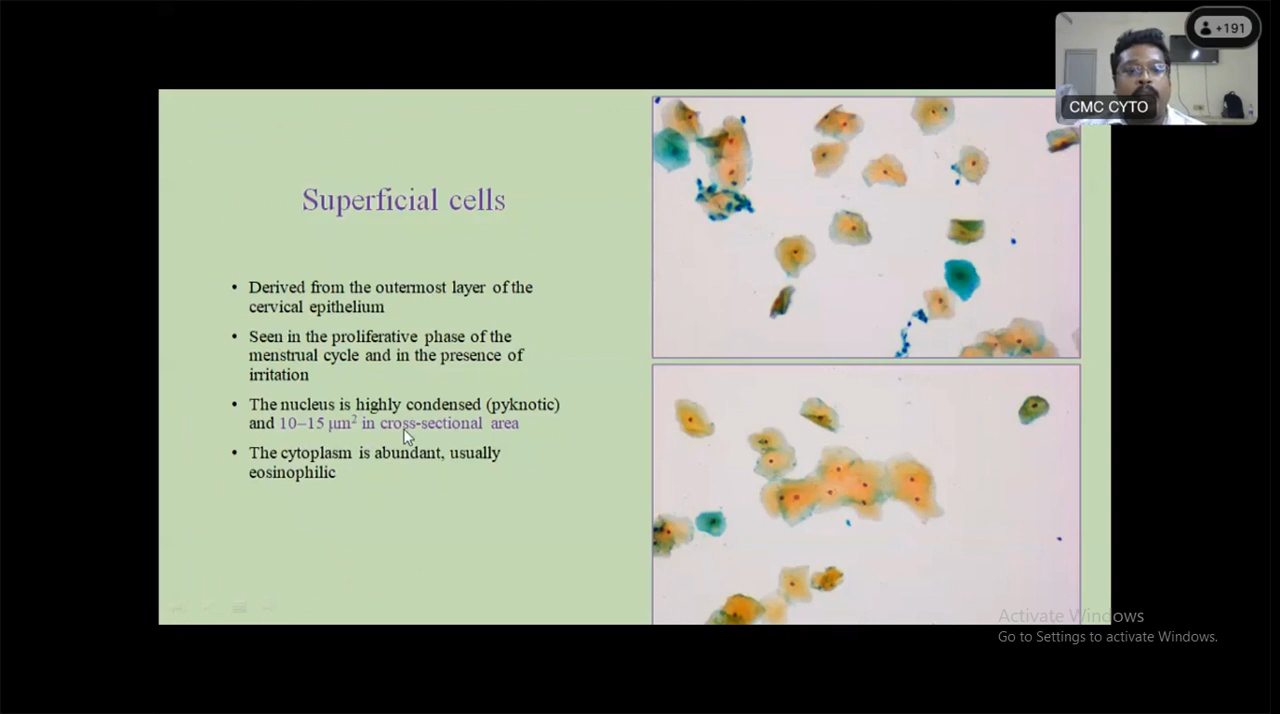 +191
CMC CYTO
Superficial cells
• Derived from the outermost layer of the
cervical epithelium
• Seen in the proliferative phase of the
menstrual cycle and in the presence of
irritation
• The nucleus is highly condensed (pyknotic)
and 10–15 µm² in cross-sectional area
• The cytoplasm is abundant, usually
eosinophilic
Activate Windows
Go to Settings to activate Windows.